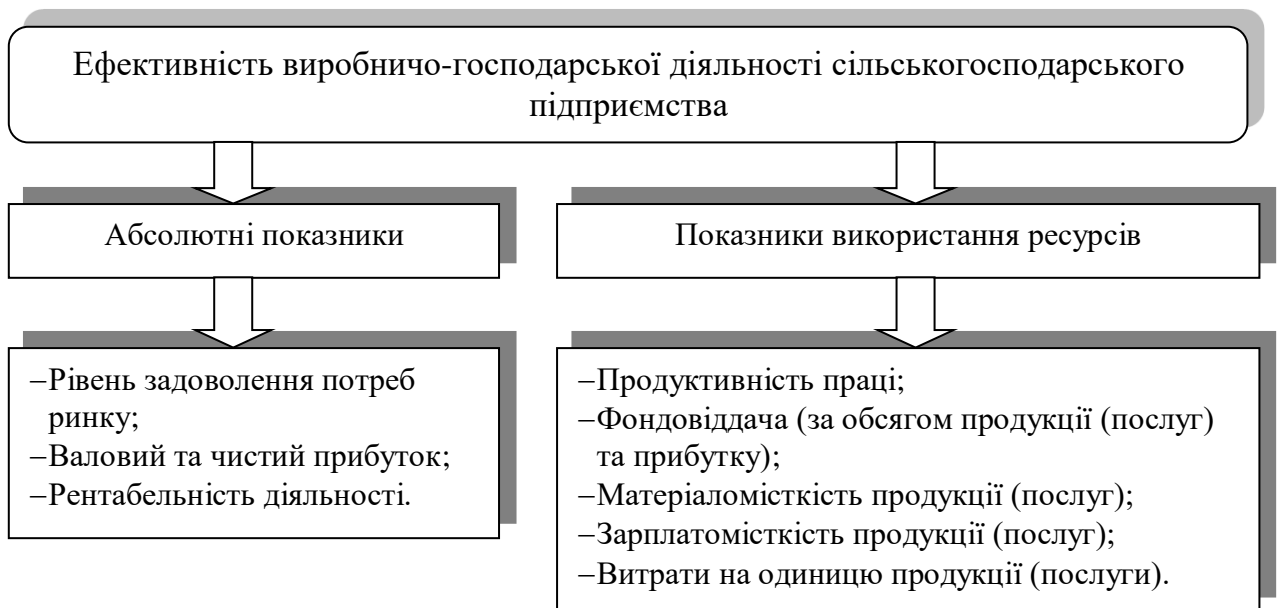 Ефективність виробничо-господарської діяльності сільськогосподарського
підприємства
Абсолютні показники
Показники використання ресурсів
−Рівень задоволення потреб
ринку;
−Валовий та чистий прибуток;
−Рентабельність діяльності.
−Продуктивність праці;
−Фондовіддача (за обсягом продукції (послуг)
та прибутку);
−Матеріаломісткість продукції (послуг);
−Зарплатомісткість продукції (послуг);
−Витрати на одиницю продукції (послуги).